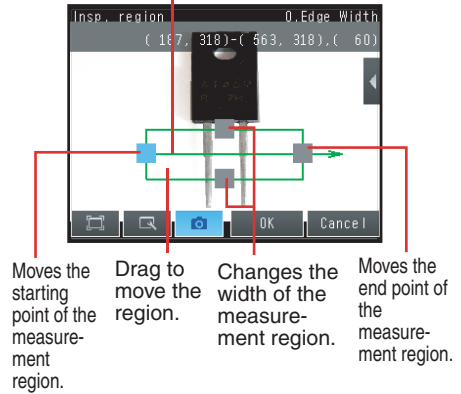 Insp. region 0.Edge Width
( 187, 318)-( 563, 318),( 60)
OK Cancel
Moves the
starting
point of the
measure-
ment
region.
Drag to
move the
region.
Changes the
width of the
measure-
ment region.
Moves the
end point of
the
measure-
ment region.